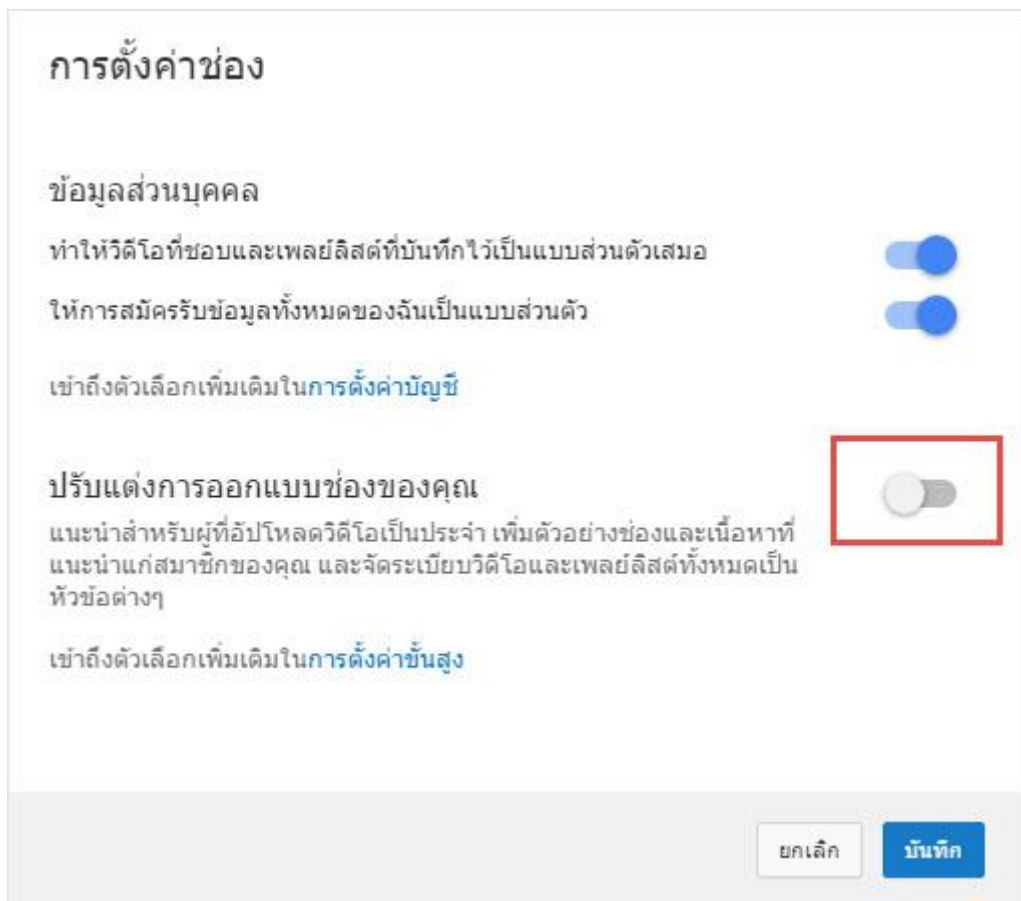 การตั้งค่าช่อง
ข้อมูลส่วนบุคคล
ทำให้วิดีโอที่ชอบและเพลย์ลิสต์ที่บันทึกไว้เป็นแบบส่วนตัวเสมอ
ให้การสมัครรับข้อมูลทั้งหมดของฉันเป็นแบบส่วนตัว
เข้าถึงตัวเลือกเพิ่มเติมในการตั้งค่าบัญชี
ปรับแต่งการออกแบบช่องของคุณ
แนะนำสำหรับผู้ที่อัปโหลดวิดีโอเป็นประจำ เพิ่มตัวอย่างช่องและเนื้อหาที่
แนะนำแก่สมาชิกของคุณ และจัดระเบียบวิดีโอและเพลย์ลิสต์ทั้งหมดเป็น
หัวข้อต่างๆ
เข้าถึงตัวเลือกเพิ่มเติมในการตั้งค่าขั้นสูง
ยกเลิก
บันทึก